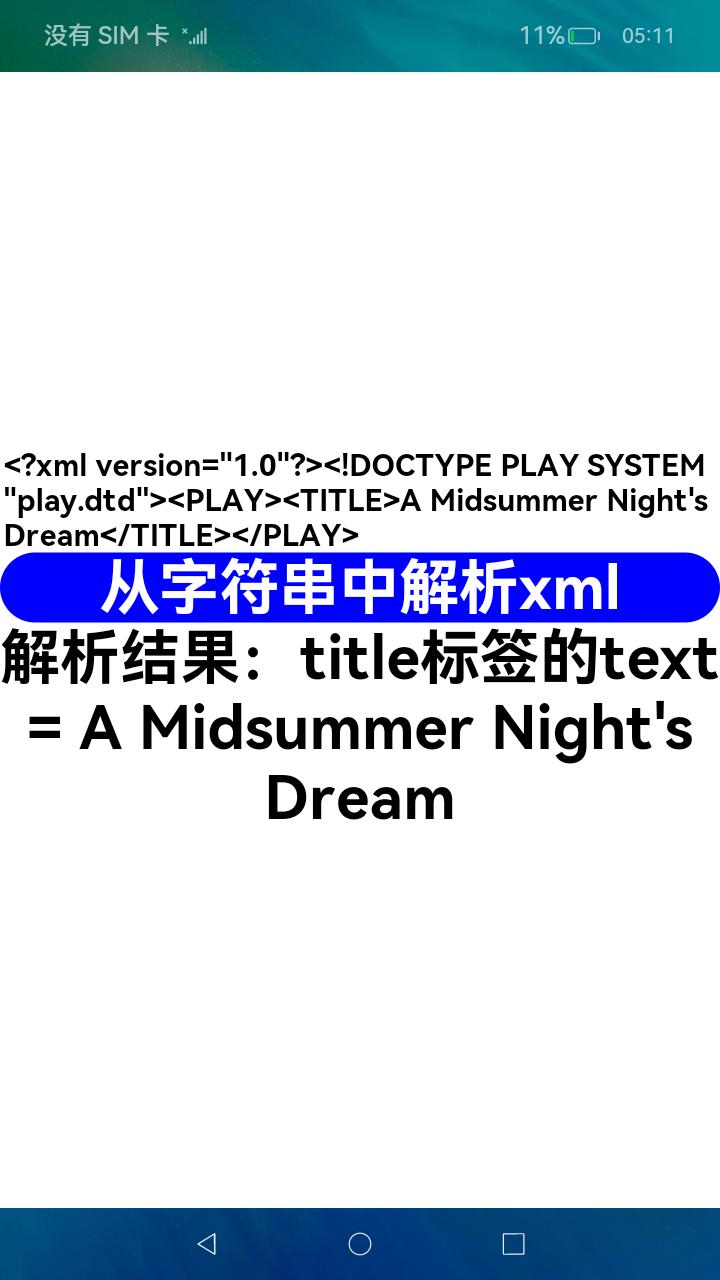 没有 SIM 卡 11% 05:11
<?xml version="1.0"?><!DOCTYPE PLAY SYSTEM
"play.dtd"><PLAY><TITLE>A Midsummer Night's
Dream</TITLE></PLAY>
从字符串中解析xml
解析结果：title标签的text
= A Midsummer Night's
Dream